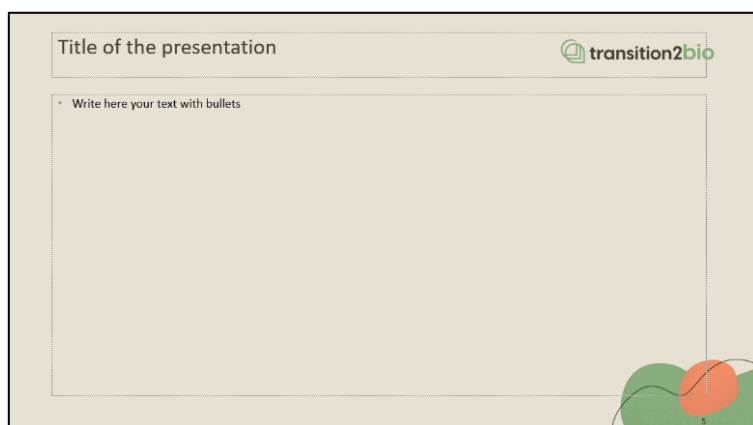 Title of the presentation
transition2bio
Write here your text with bullets
5